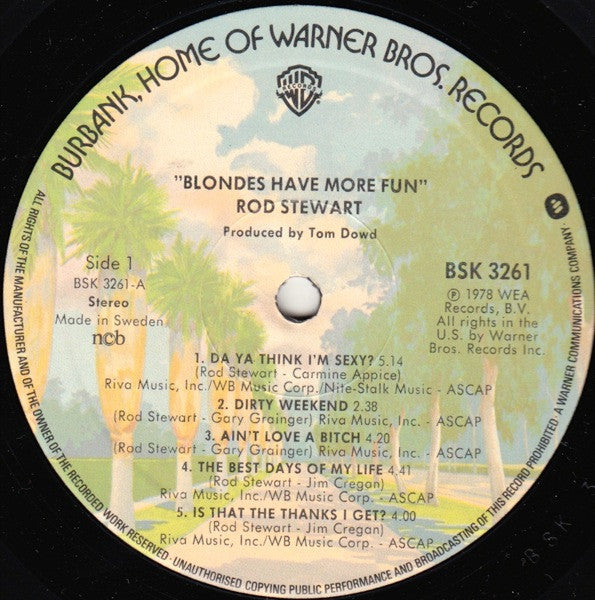 BURBANK, HOME OF WARNER BROS. RECORDS
"BLONDES HAVE MORE FUN"
ROD STEWART
Produced by Tom Dowd
Side 1
BSK 3261-A
Stereo
Made in Sweden
ncb
BSK 3261
℗ 1978 WEA
Records, B.V.
All rights in the
U.S. by Warner
Bros. Records Inc.
1. DA YA THINK I'M SEXY? 5.14
(Rod Stewart - Carmine Appice)
Riva Music, Inc./WB Music Corp./Nite-Stalk Music - ASCAP
2. DIRTY WEEKEND 2.38
(Rod Stewart - Gary Grainger) Riva Music, Inc. - ASCAP
3. AIN'T LOVE A BITCH 4.20
(Rod Stewart - Gary Grainger) Riva Music, Inc. - ASCAP
4. THE BEST DAYS OF MY LIFE 4.41
(Rod Stewart - Jim Cregan)
Riva Music, Inc./WB Music Corp. - ASCAP
5. IS THAT THE THANKS I GET? 4.00
(Rod Stewart - Jim Cregan)
Riva Music, Inc./WB Music Corp. - ASCAP
ALL RIGHTS OF THE MANUFACTURER AND OF THE OWNER OF THE RECORDED WORK RESERVED - UNAUTHORISED COPYING PUBLIC PERFORMANCE AND BROADCASTING OF THIS RECORD PROHIBITED · A WARNER COMMUNICATIONS COMPANY
BSK